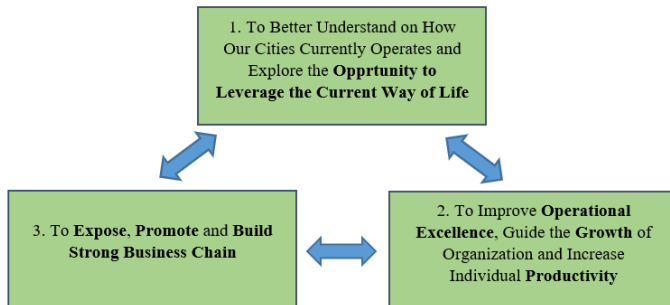 1. To Better Understand on How
Our Cities Currently Operates and
Explore the Opprtunity to
Leverage the Current Way of Life
3. To Expose, Promote and Build
Strong Business Chain
2. To Improve Operational
Excellence, Guide the Growth of
Organization and Increase
Individual Productivity